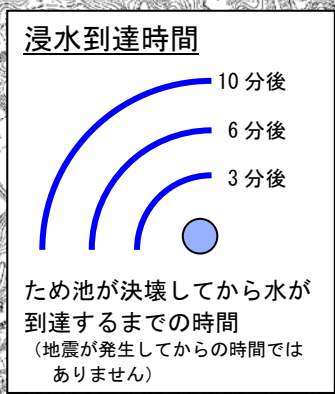 浸水到達時間
10 分後
6 分後
3 分後
ため池が決壊してから水が
到達するまでの時間
（地震が発生してからの時間では
ありません）